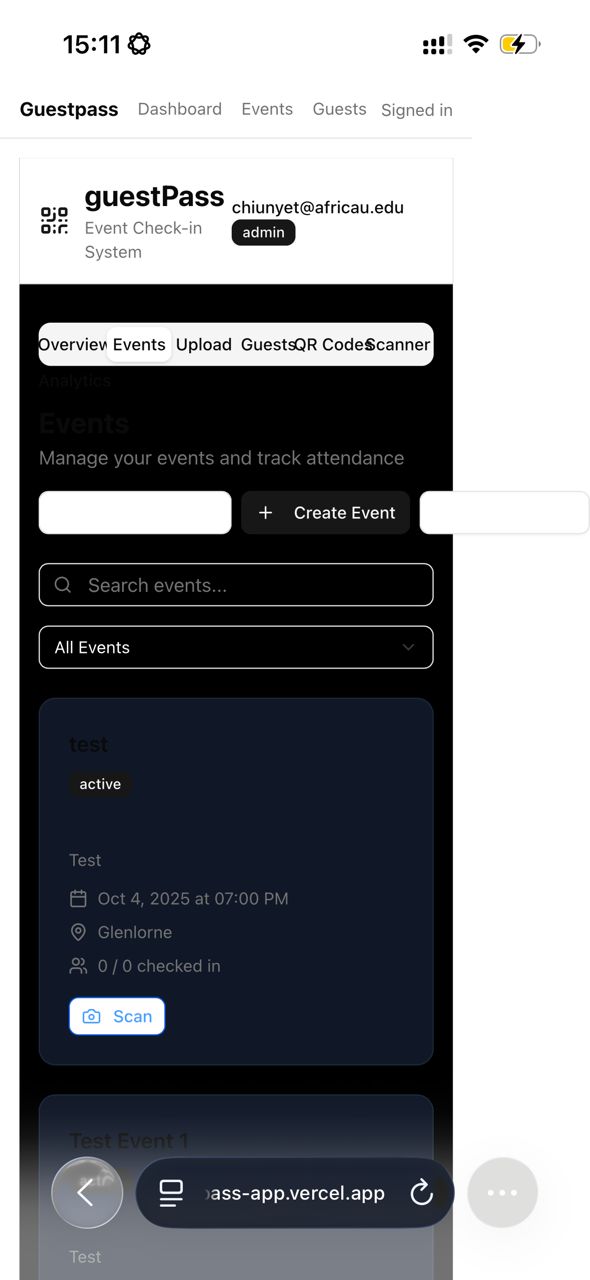 15:11
Guestpass Dashboard Events Guests Signed in
guestPass
Event Check-in
System
chiunyet@africau.edu
admin
Overview Events Upload Guests QR Codes Scanner
Analytics
Events
Manage your events and track attendance
+ Create Event
Search events...
All Events
test
active
Test
Oct 4, 2025 at 07:00 PM
Glenlorne
0 / 0 checked in
Scan
Test Event 1
pass-app.vercel.app
Test